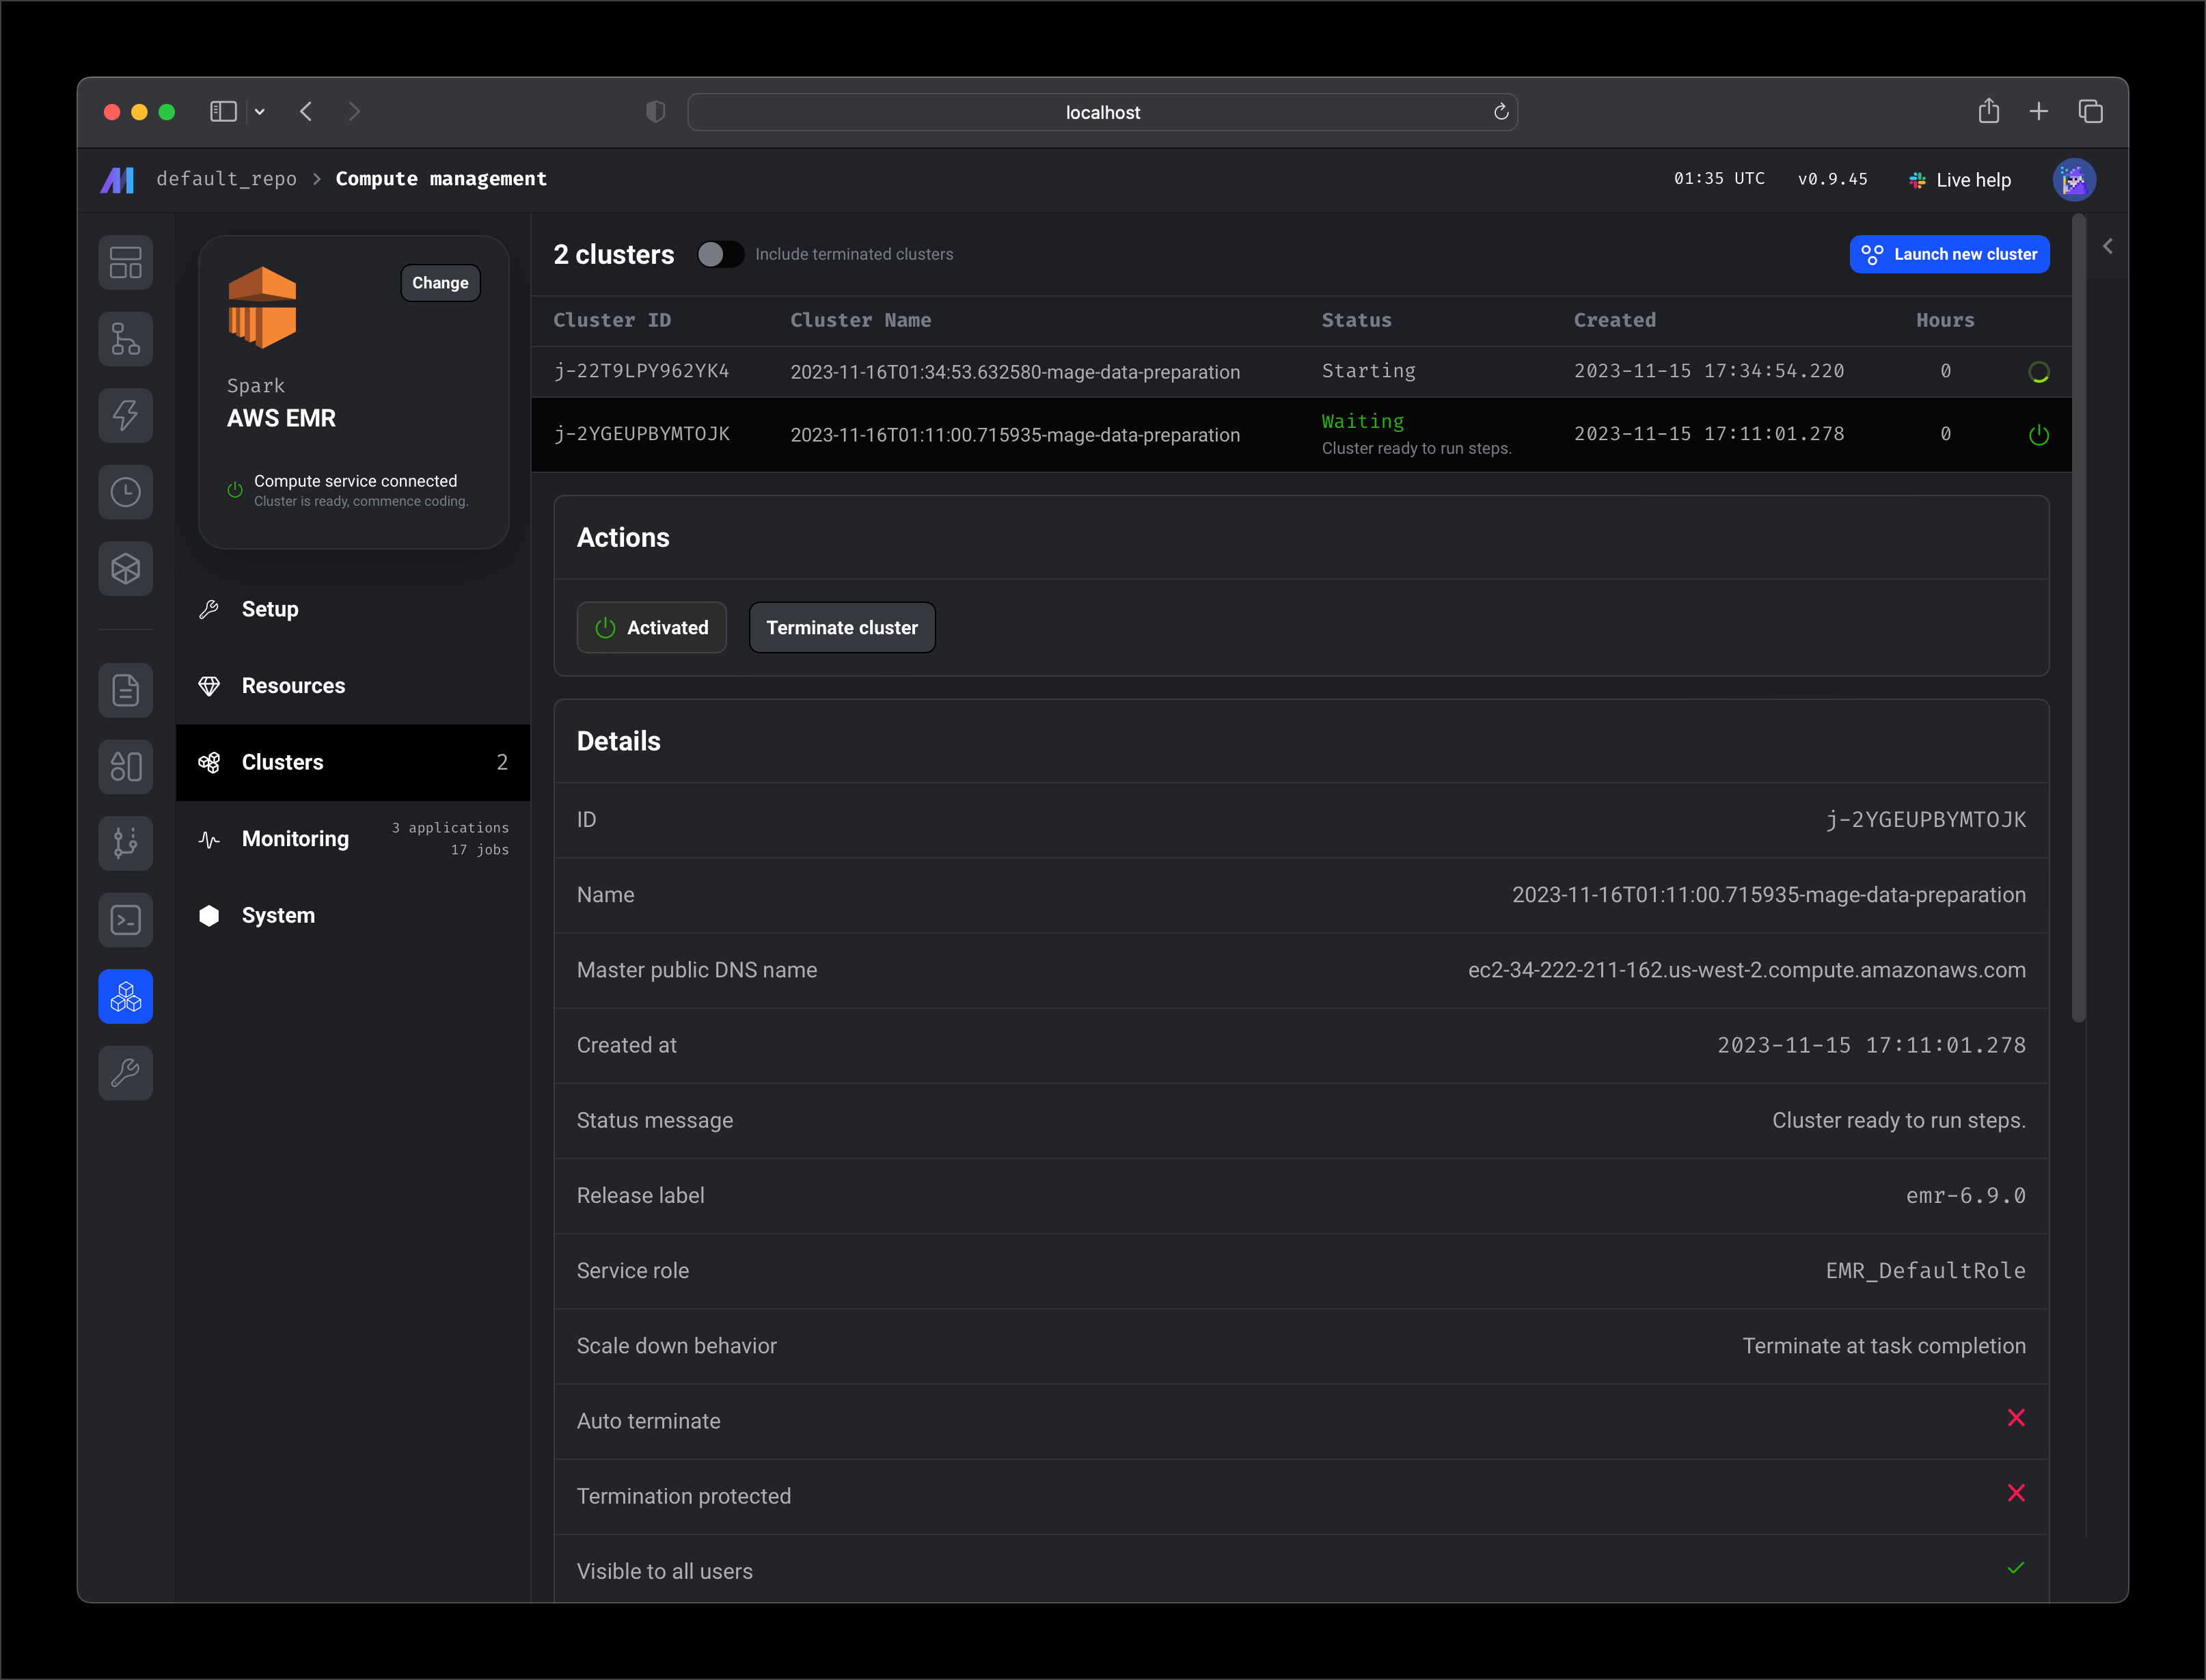 localhost
default_repo > Compute management
01:35 UTC v0.9.45 Live help
Change
Spark
AWS EMR
Compute service connected
Cluster is ready, commence coding.
Setup
Resources
Clusters 2
Monitoring 3 applications
17 jobs
System
2 clusters Include terminated clusters Launch new cluster
Cluster ID Cluster Name Status Created Hours
j-22T9LPY962YK4 2023-11-16T01:34:53.632580-mage-data-preparation Starting 2023-11-15 17:34:54.220 0
j-2YGEUPBYMTOJK 2023-11-16T01:11:00.715935-mage-data-preparation Waiting 2023-11-15 17:11:01.278 0
Cluster ready to run steps.
Actions
Activated Terminate cluster
Details
ID j-2YGEUPBYMTOJK
Name 2023-11-16T01:11:00.715935-mage-data-preparation
Master public DNS name ec2-34-222-211-162.us-west-2.compute.amazonaws.com
Created at 2023-11-15 17:11:01.278
Status message Cluster ready to run steps.
Release label emr-6.9.0
Service role EMR_DefaultRole
Scale down behavior Terminate at task completion
Auto terminate
Termination protected
Visible to all users